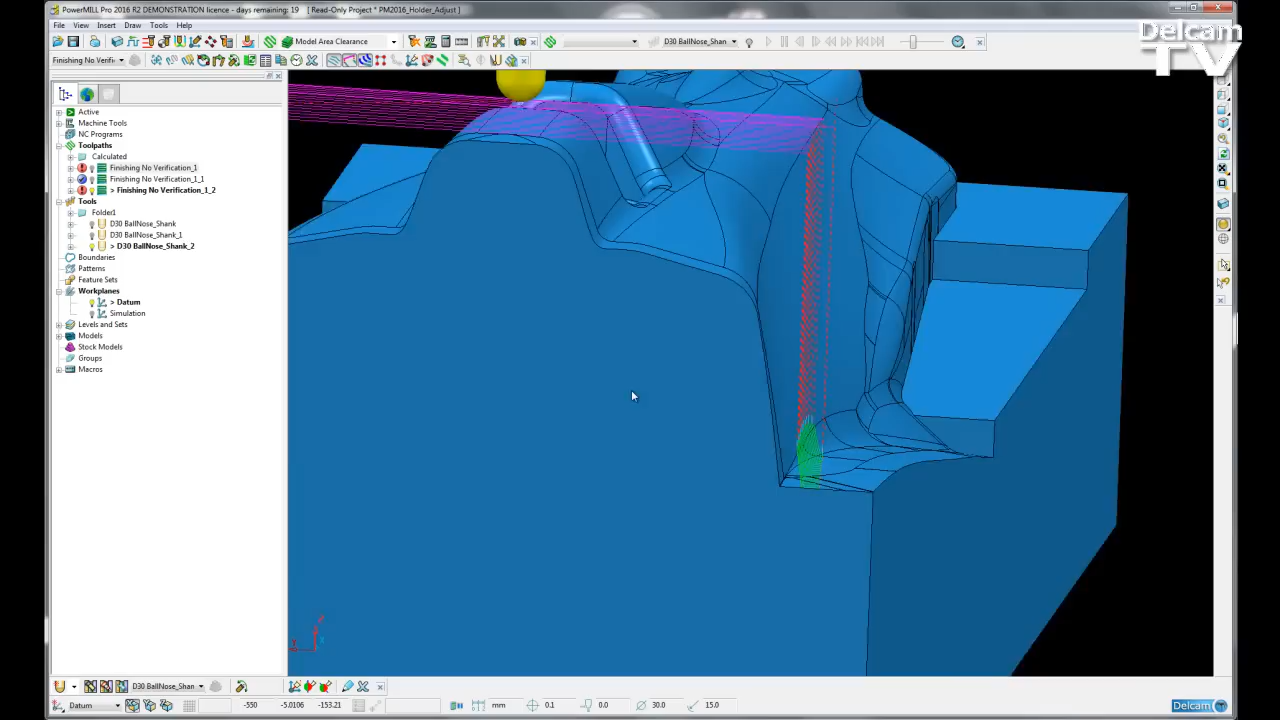 PowerMILL Pro 2016 R2 DEMONSTRATION licence - days remaining: 19 [ Read-Only Project * PM2016_Holder_Adjust ]
File View Insert Draw Tools Help
Delcam
TV
Model Area Clearance
D30 BallNose_Shan
Finishing No Verifi
Active
Machine Tools
NC Programs
Toolpaths
Calculated
Finishing No Verification_1
Finishing No Verification_1_1
> Finishing No Verification_1_2
Tools
Folder1
D30 BallNose_Shank
D30 BallNose_Shank_1
> D30 BallNose_Shank_2
Boundaries
Patterns
Feature Sets
Workplanes
> Datum
Simulation
Levels and Sets
Models
Stock Models
Groups
Macros
D30 BallNose_Shan
Datum
-550 -5.0106 -153.21 mm 0.1 0.0 30.0 15.0
Delcam